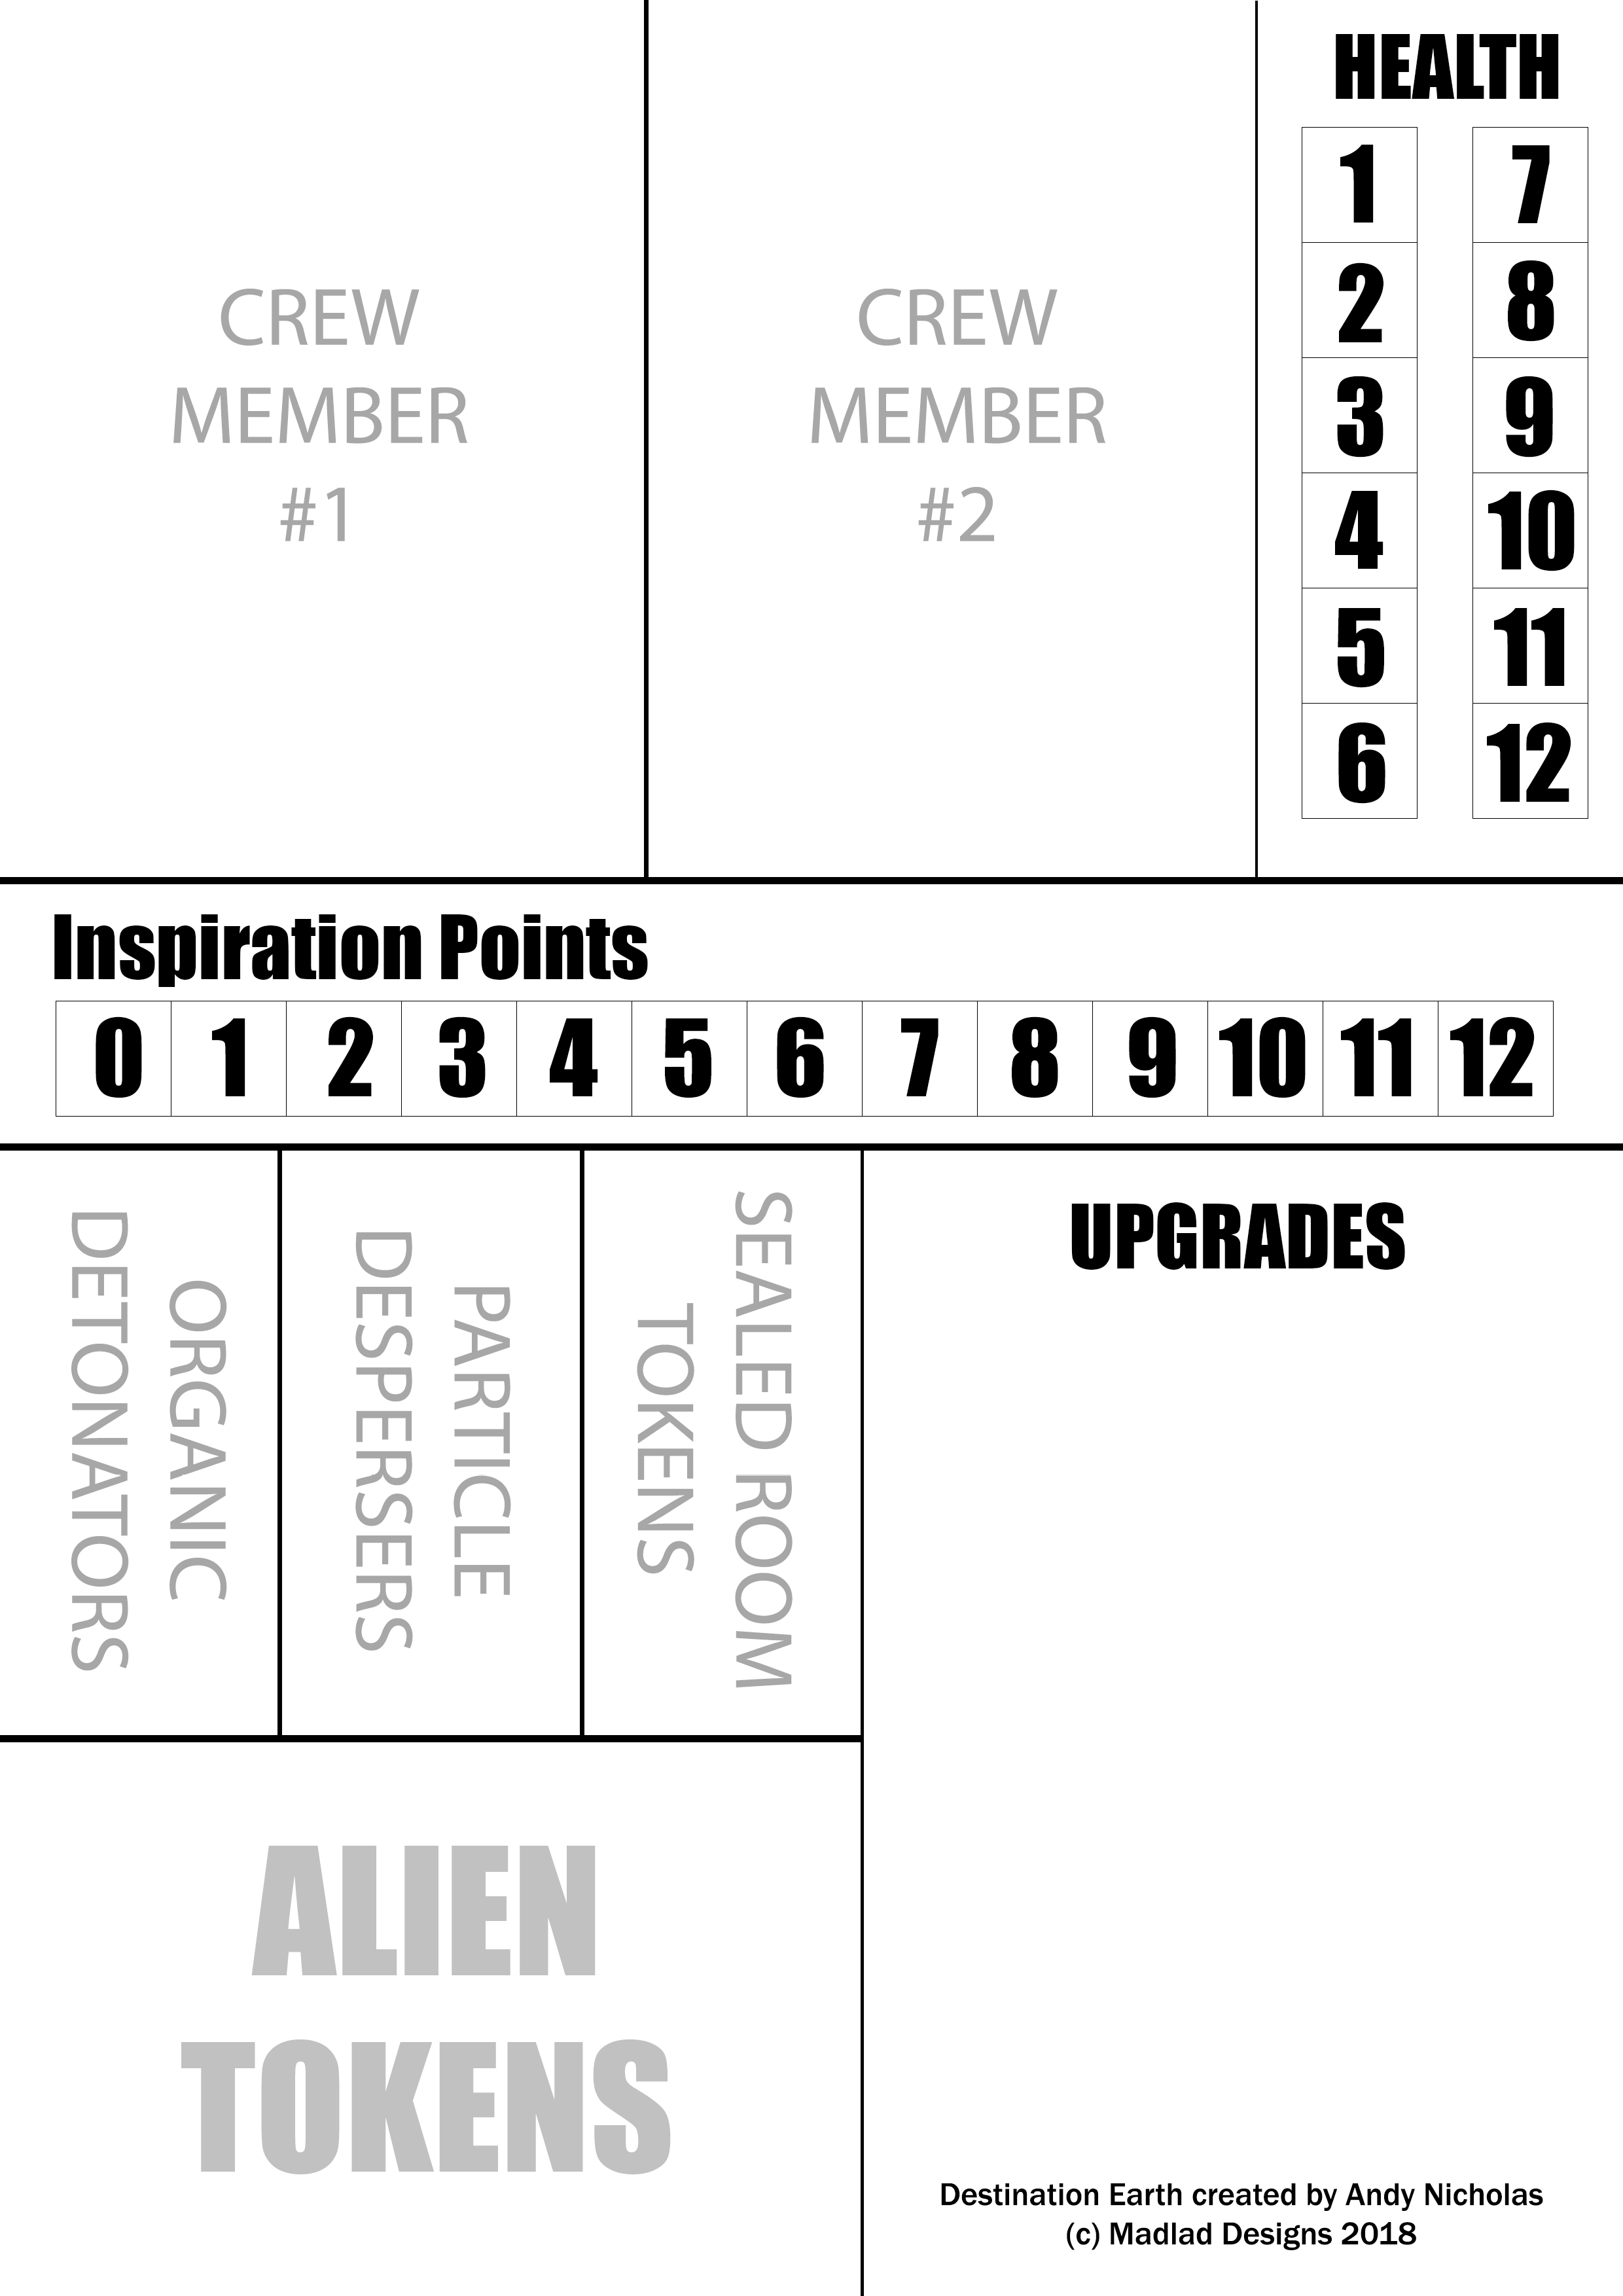 CREW
MEMBER
#1
CREW
MEMBER
#2
HEALTH
1
2
3
4
5
6
7
8
9
10
11
12
Inspiration Points
0 1 2 3 4 5 6 7 8 9 10 11 12
ORGANIC
DETONATORS
PARTICLE
DESPERSERS
SEALED ROOM
TOKENS
UPGRADES
ALIEN
TOKENS
Destination Earth created by Andy Nicholas
(c) Madlad Designs 2018